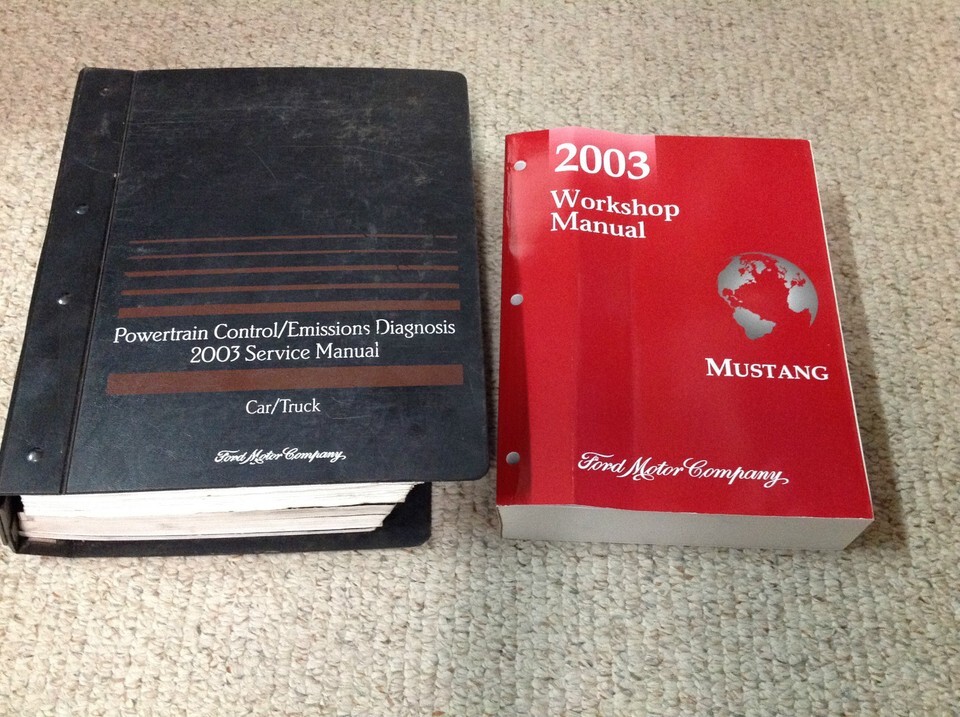 Powertrain Control/Emissions Diagnosis
2003 Service Manual
Car/Truck
Ford Motor Company
2003
Workshop
Manual
MUSTANG
Ford Motor Company